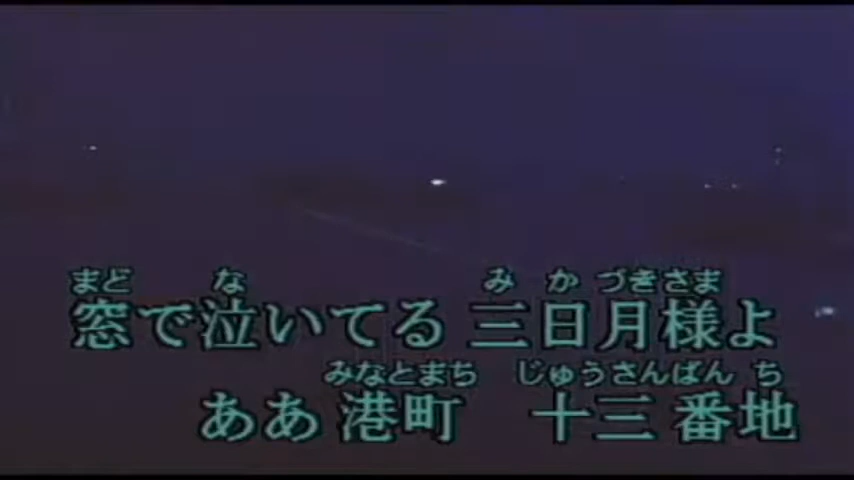 まど な み か づきさま
窓で泣いてる 三日月様よ
みなとまち じゅうさんばん ち
ああ 港町 十三番地